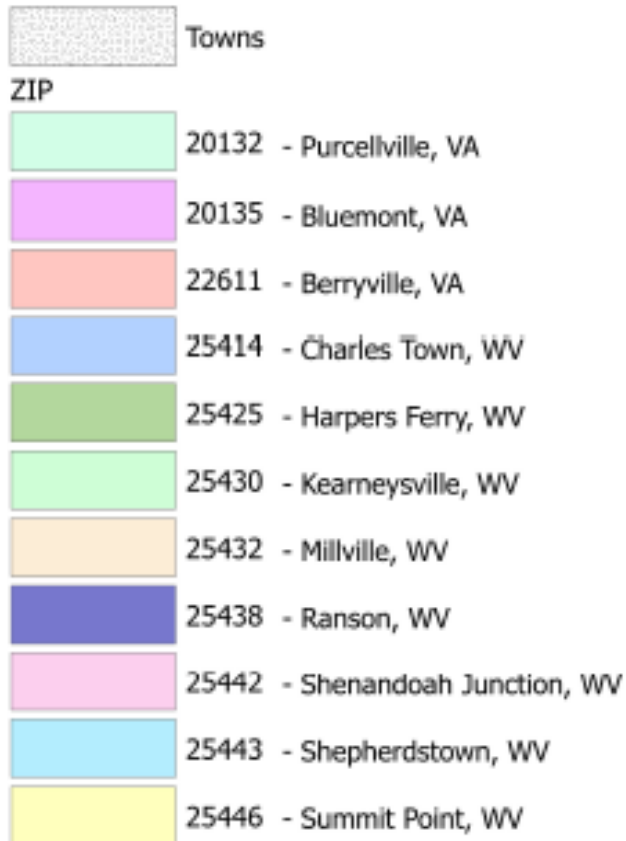 Towns
ZIP
20132 - Purcellville, VA
20135 - Bluemont, VA
22611 - Berryville, VA
25414 - Charles Town, WV
25425 - Harpers Ferry, WV
25430 - Kearneysville, WV
25432 - Millville, WV
25438 - Ranson, WV
25442 - Shenandoah Junction, WV
25443 - Shepherdstown, WV
25446 - Summit Point, WV